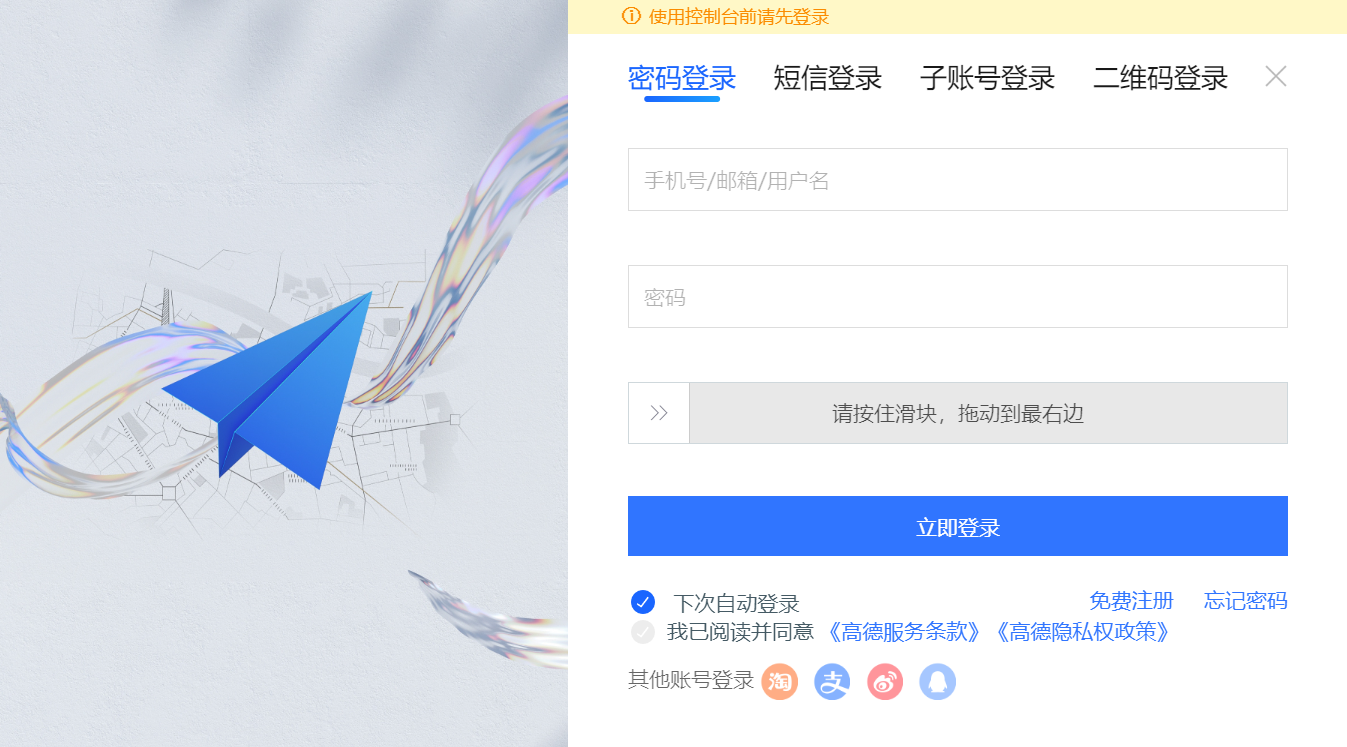 使用控制台前请先登录
密码登录 短信登录 子账号登录 二维码登录
手机号/邮箱/用户名
密码
请按住滑块，拖动到最右边
立即登录
下次自动登录 免费注册 忘记密码
我已阅读并同意《高德服务条款》《高德隐私权政策》
其他账号登录 淘 支